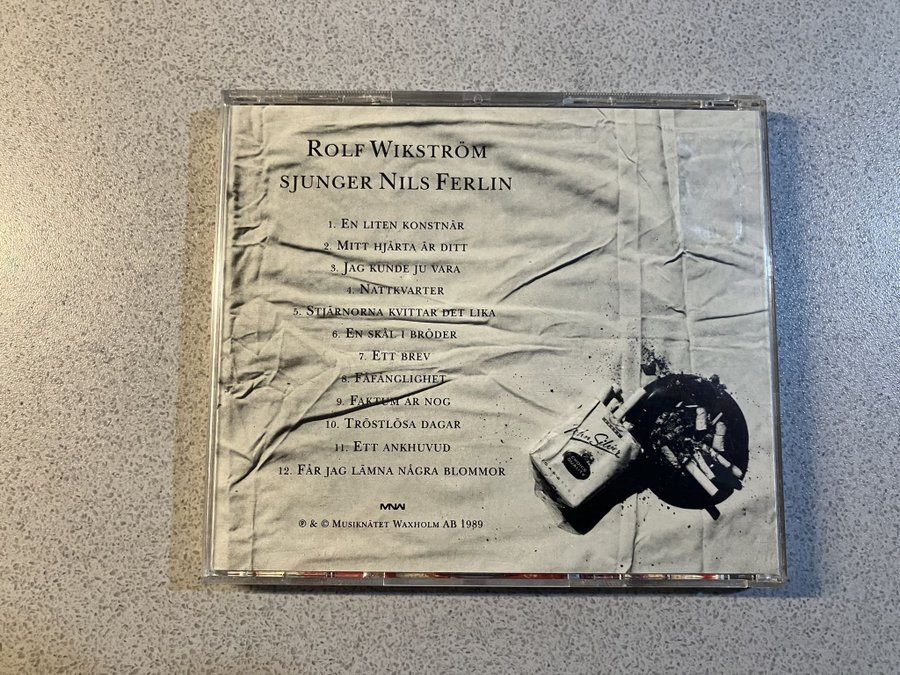 Rolf Wikström
sjunger Nils Ferlin
1. En liten konstnär
2. Mitt hjärta är ditt
3. Jag kunde ju vara
4. Nattkvarter
5. Stjärnorna kvittar det lika
6. En skål i bröder
7. Ett brev
8. Fåfänglighet
9. Faktum är nog
10. Tröstlösa dagar
11. Ett ankhuvud
12. Får jag lämna några blommor
MNW
℗ & © Musiknätet Waxholm AB 1989
John Silver